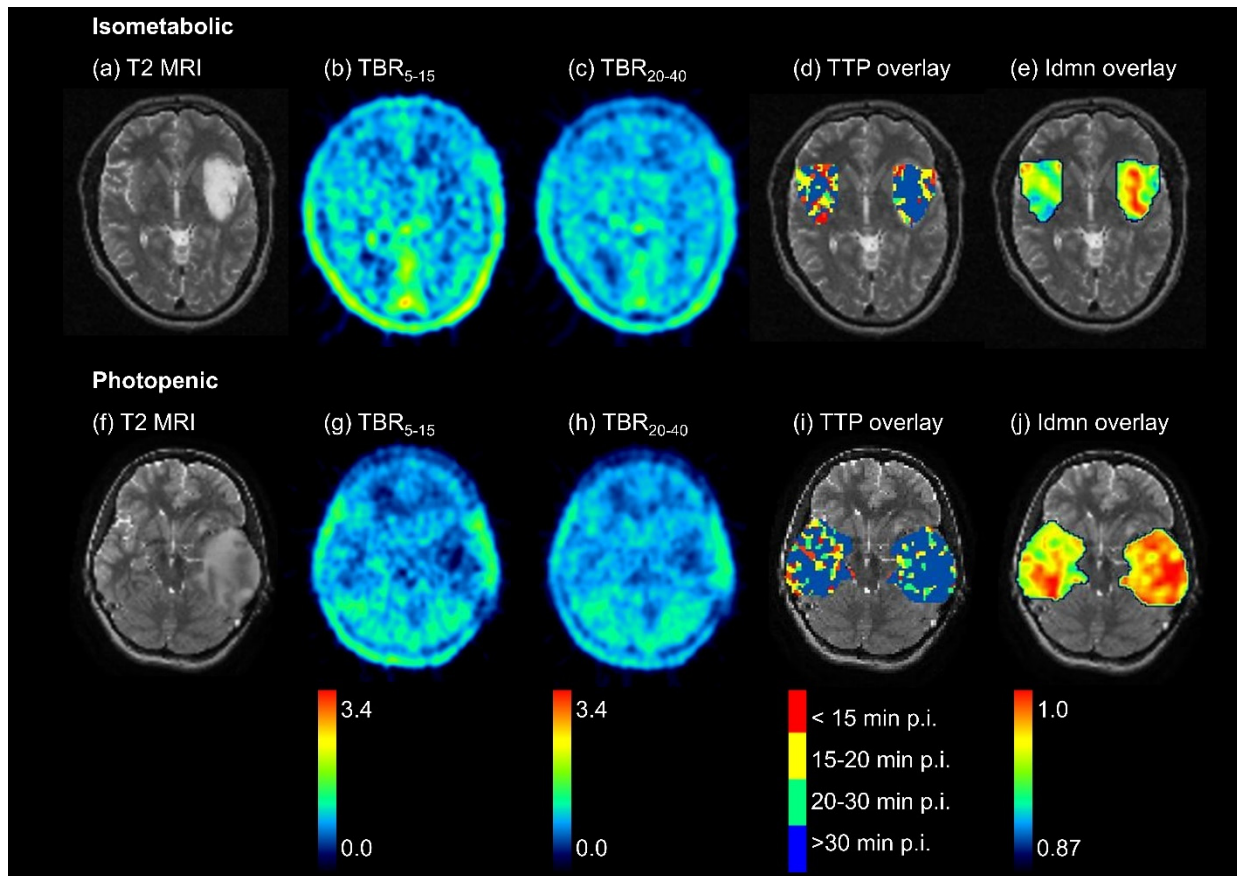 Isometabolic
(a) T2 MRI (b) TBR5-15 (c) TBR20-40 (d) TTP overlay (e) Idmn overlay
Photopenic
(f) T2 MRI (g) TBR5-15 (h) TBR20-40 (i) TTP overlay (j) Idmn overlay
3.4 3.4 < 15 min p.i. 1.0
15-20 min p.i.
20-30 min p.i.
0.0 0.0 >30 min p.i. 0.87